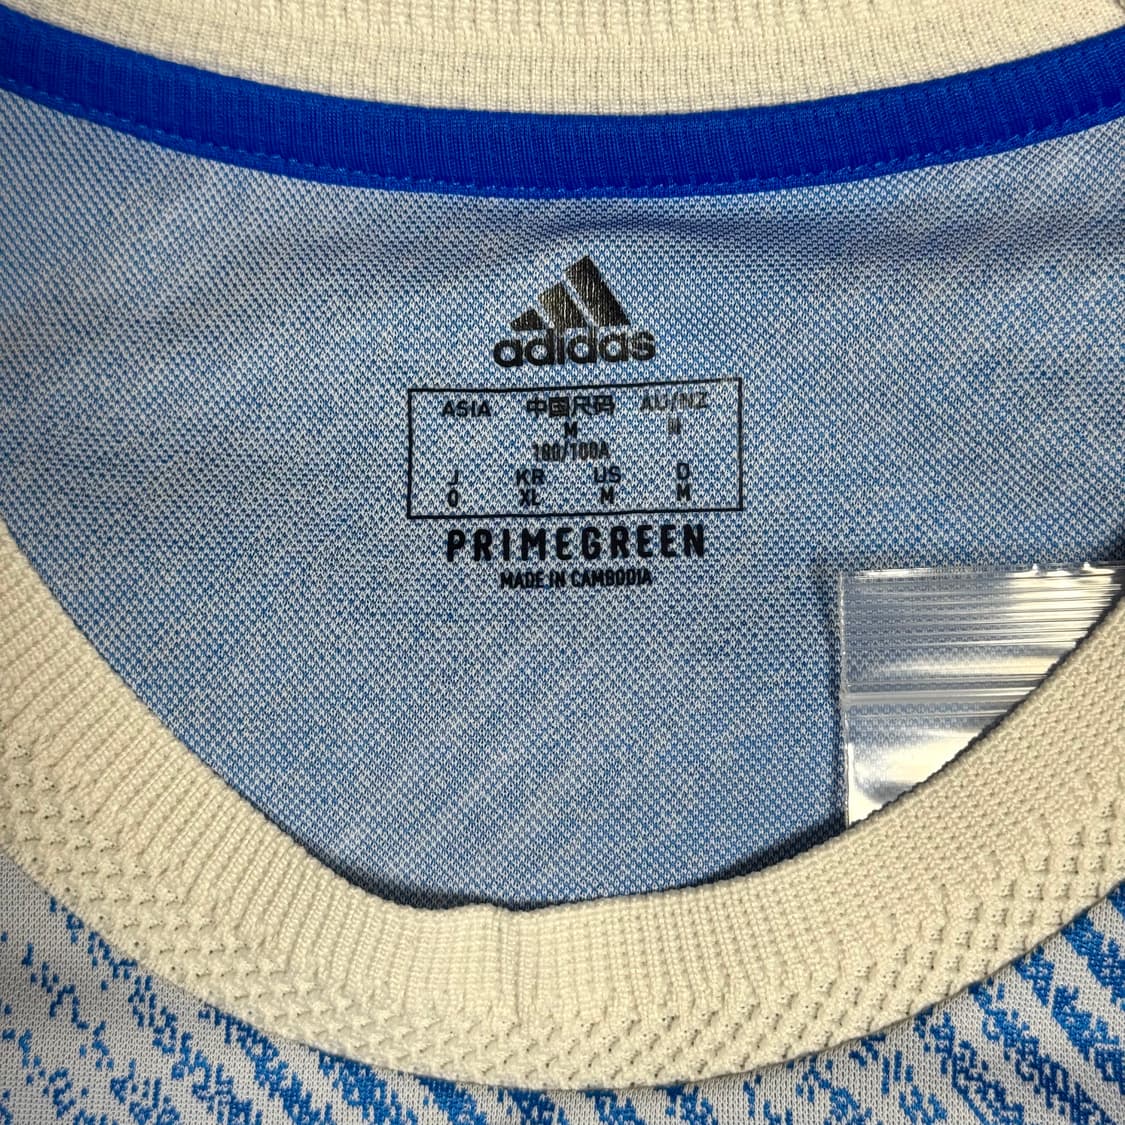 adidas
ASIA 中国尺码 AU/NZ
M M
180/100A
J KR US D
O XL M M
PRIMEGREEN
MADE IN CAMBODIA